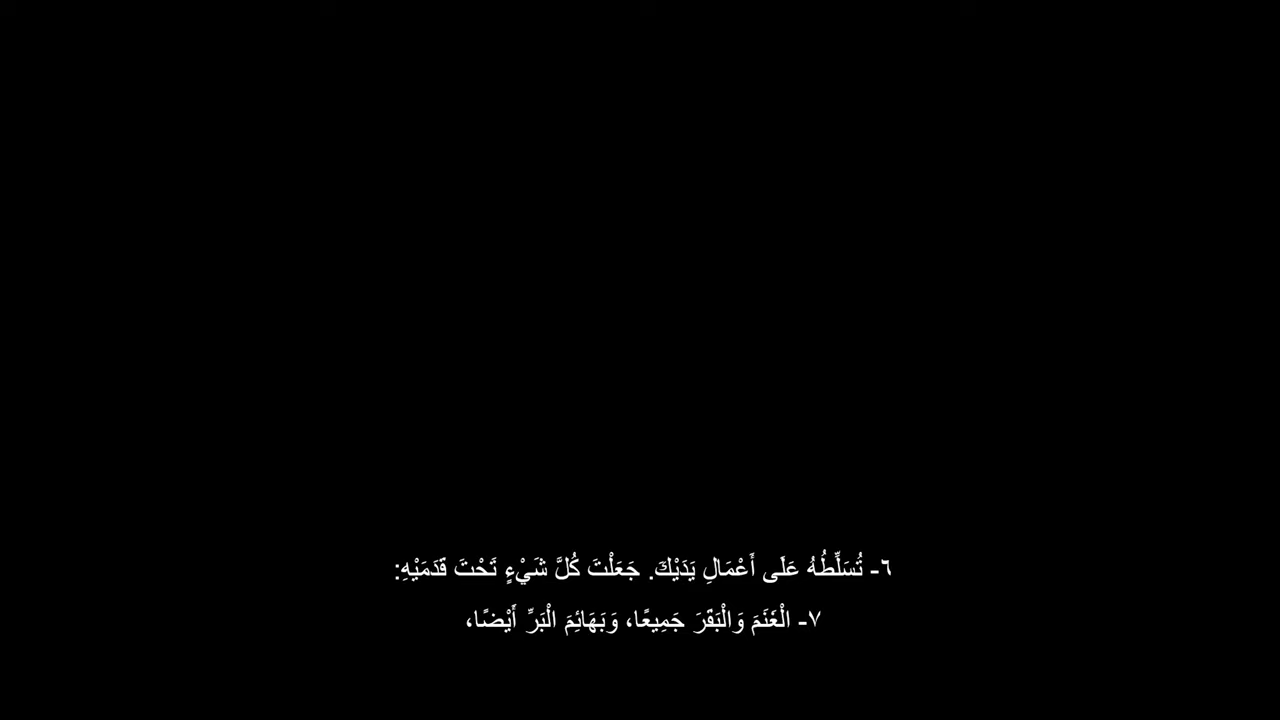 ٦- تُسَلِّطُهُ عَلَى أَعْمَالِ يَدَيْكَ. جَعَلْتَ كُلَّ شَيْءٍ تَحْتَ قَدَمَيْهِ:
٧- الْغَنَمَ وَالْبَقَرَ جَمِيعًا، وَبَهَائِمَ الْبَرِّ أَيْضًا،